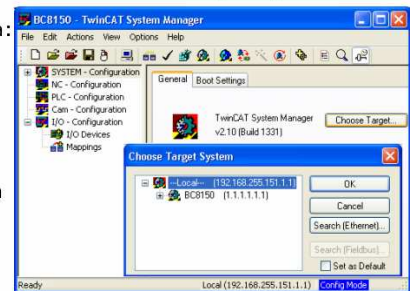 n:
n
BC8150 - TwinCAT System Manager
File Edit Actions View Options Help
SYSTEM - Configuration
NC - Configuration
PLC - Configuration
Cam - Configuration
I/O - Configuration
I/O Devices
Mappings
General Boot Settings
TwinCAT System Manager
v2.10 (Build 1331)
Choose Target...
Choose Target System
--Local-- (192.168.255.151.1.1)
BC8150 (1.1.1.1.1.1)
OK
Cancel
Search (Ethernet)...
Search (Fieldbus)...
Set as Default
Ready Local (192.168.255.151.1.1) Config Mode